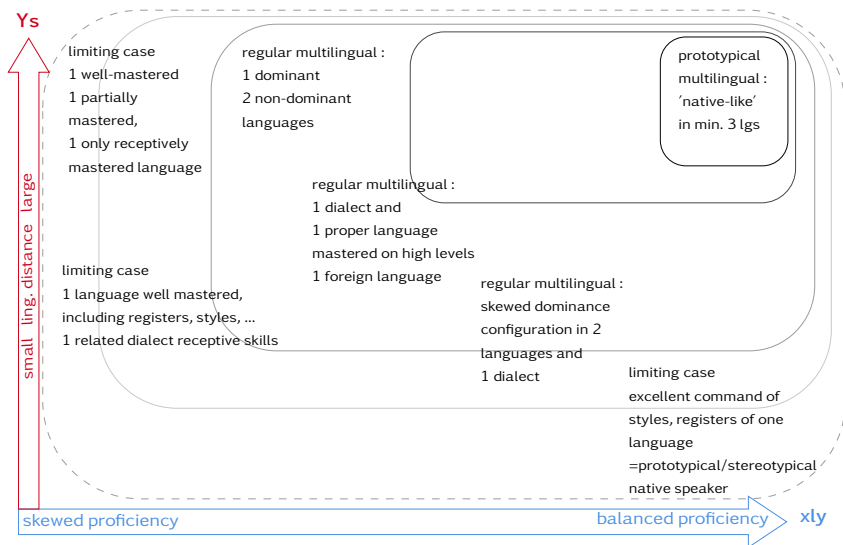 Ys
limiting case
1 well-mastered
1 partially
mastered,
1 only receptively
mastered language
regular multilingual :
1 dominant
2 non-dominant
languages
prototypical
multilingual :
‘native-like’
in min. 3 lgs
regular multilingual :
1 dialect and
1 proper language
mastered on high levels
1 foreign language
limiting case
1 language well mastered,
including registers, styles, ...
1 related dialect receptive skills
regular multilingual :
skewed dominance
configuration in 2
languages and
1 dialect
limiting case
excellent command of
styles, registers of one
language
=prototypical/stereotypical
native speaker
small ling. distance large
skewed proficiency
balanced proficiency
xly